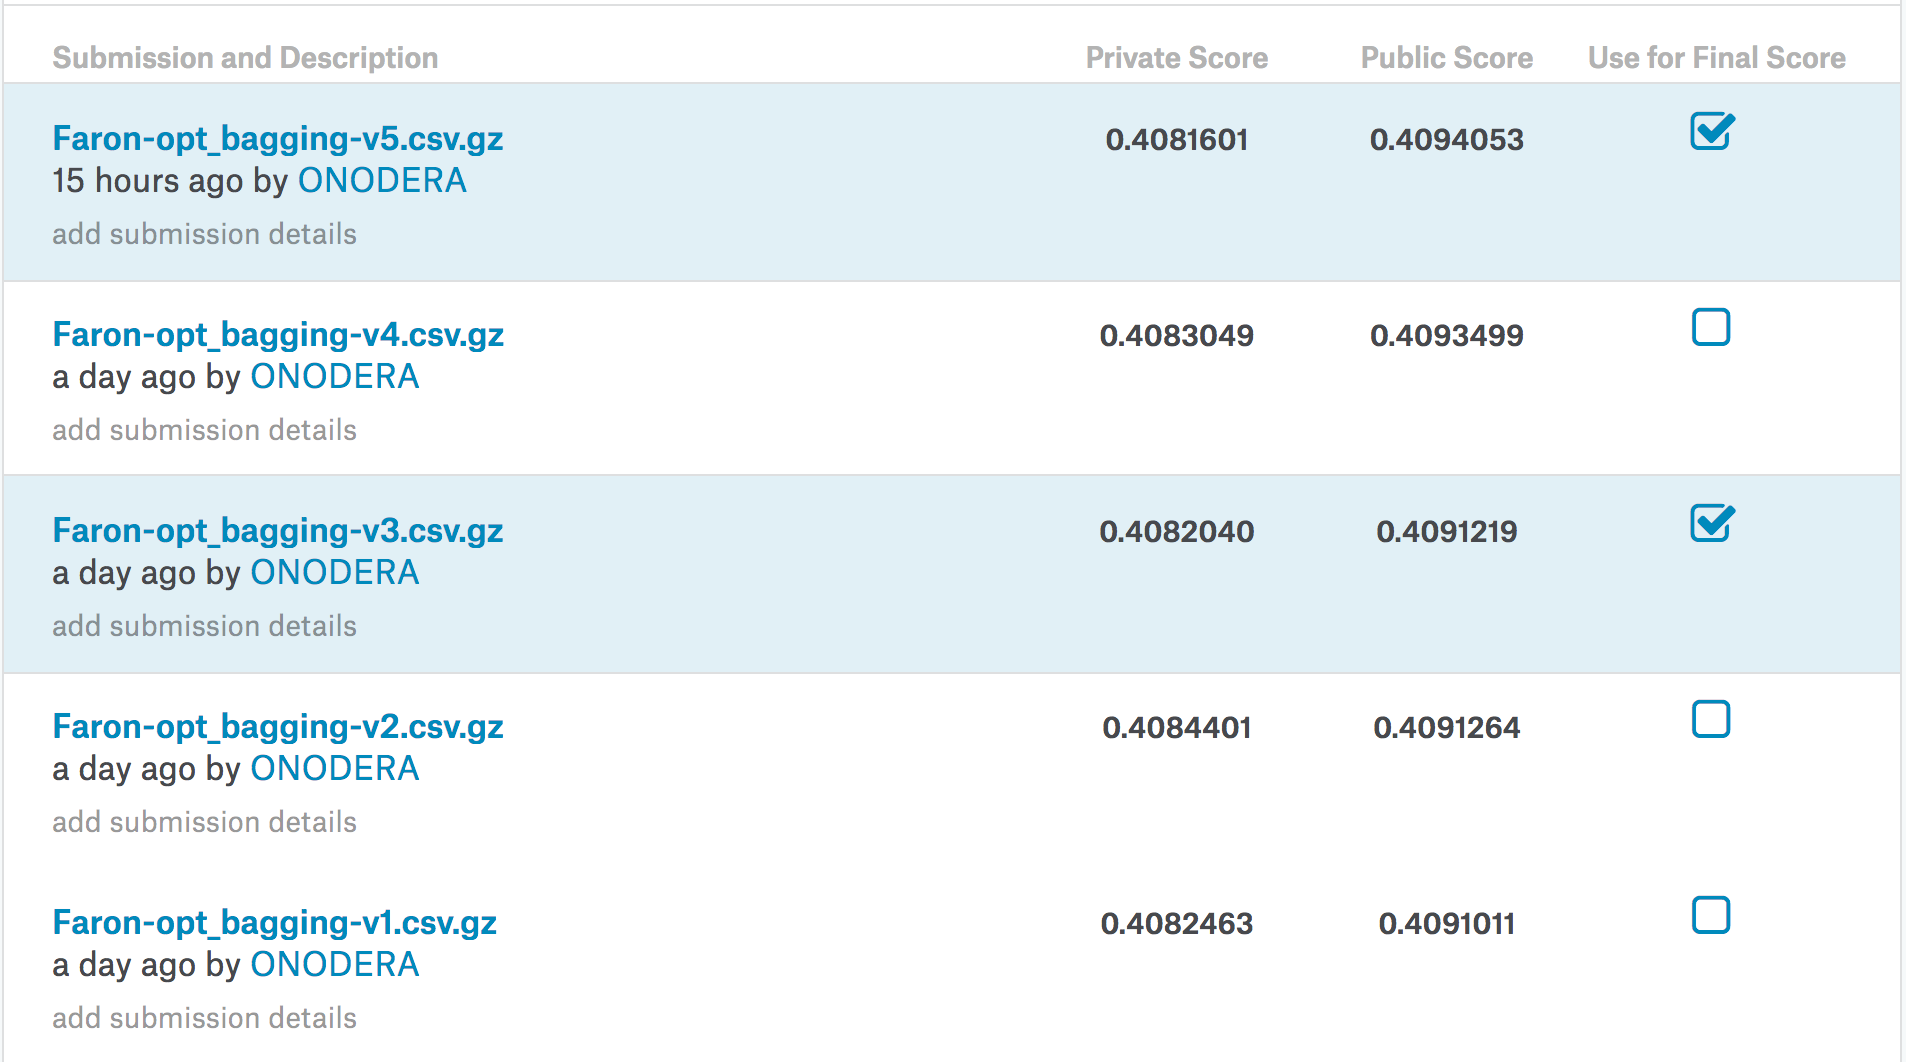 Submission and Description Private Score Public Score Use for Final Score
Faron-opt_bagging-v5.csv.gz 0.4081601 0.4094053
15 hours ago by ONODERA
add submission details
Faron-opt_bagging-v4.csv.gz 0.4083049 0.4093499
a day ago by ONODERA
add submission details
Faron-opt_bagging-v3.csv.gz 0.4082040 0.4091219
a day ago by ONODERA
add submission details
Faron-opt_bagging-v2.csv.gz 0.4084401 0.4091264
a day ago by ONODERA
add submission details
Faron-opt_bagging-v1.csv.gz 0.4082463 0.4091011
a day ago by ONODERA
add submission details